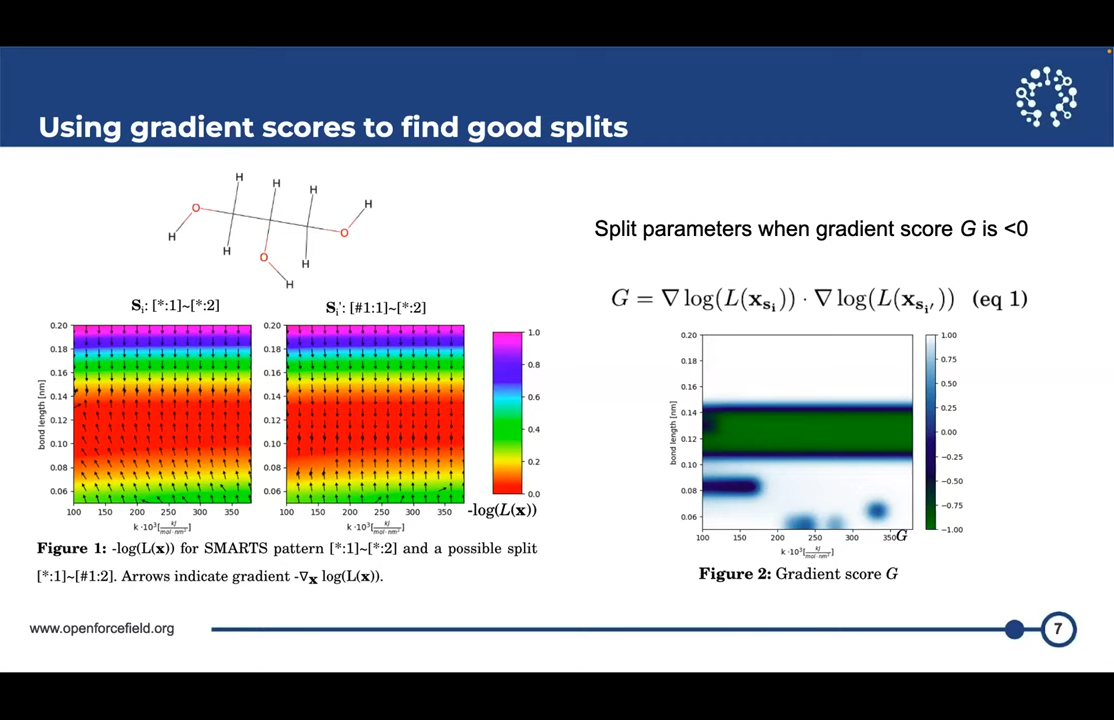 Using gradient scores to find good splits
H
H
H
H
O
H
O
H
O
H
H
Split parameters when gradient score G is <0
G = ∇ log(L(x_{s_i})) · ∇ log(L(x_{s_i'})) (eq 1)
S_i: [*:1]~[*:2]
S_i': [#1:1]~[*:2]
0.20
0.18
0.16
0.14
0.12
0.10
0.08
0.06
bond length [nm]
100 150 200 250 300 350
k ·10³[kJ/mol·nm²]
0.20
0.18
0.16
0.14
0.12
0.10
0.08
0.06
100 150 200 250 300 350
k ·10³[kJ/mol·nm²]
1.0
0.8
0.6
0.4
0.2
0.0
-log(L(x))
Figure 1: -log(L(x)) for SMARTS pattern [*:1]~[*:2] and a possible split
[*:1]~[#1:2]. Arrows indicate gradient -∇_x log(L(x)).
0.20
0.18
0.16
0.14
0.12
0.10
0.08
0.06
bond length [nm]
100 150 200 250 300 350
k ·10³[kJ/mol·nm²]
1.00
0.75
0.50
0.25
0.00
−0.25
−0.50
−0.75
−1.00
G
Figure 2: Gradient score G
www.openforcefield.org
7